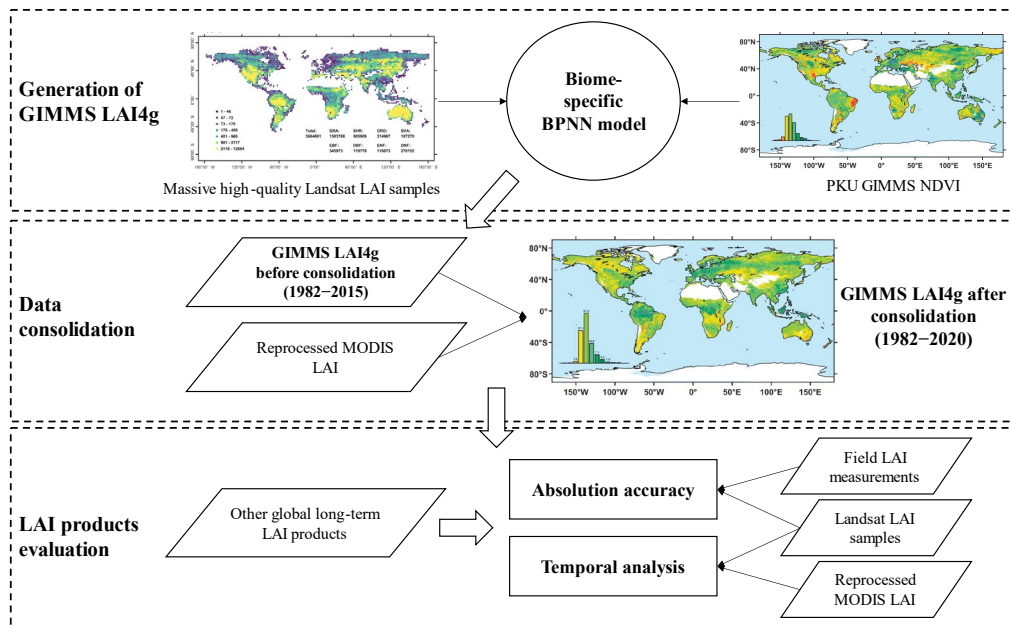 Generation of
GIMMS LAI4g
Massive high-quality Landsat LAI samples
Biome-
specific
BPNN model
80°N
40°N
0°
40°S
80°S
150°W
100°W
50°W
0°
50°E
100°E
150°E
PKU GIMMS NDVI
Data
consolidation
GIMMS LAI4g
before consolidation
(1982−2015)
Reprocessed MODIS
LAI
80°N
40°N
0°
40°S
80°S
150°W
100°W
50°W
0°
50°E
100°E
150°E
GIMMS LAI4g after
consolidation
(1982−2020)
LAI products
evaluation
Other global long-term
LAI products
Absolution accuracy
Temporal analysis
Field LAI
measurements
Landsat LAI
samples
Reprocessed
MODIS LAI